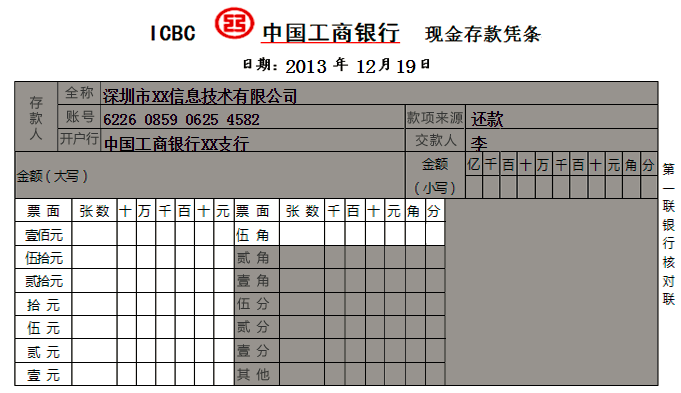 ICBC 中国工商银行 现金存款凭条
日期：2013 年 12月19日
存款人
全称 深圳市XX信息技术有限公司
账号 6226 0859 0625 4582 款项来源 还款
开户行 中国工商银行XX支行 交款人 李
金额（大写） 金额（小写） 亿 千 百 十 万 千 百 十 元 角 分
票 面 张 数 十 万 千 百 十 元 票 面 张 数 千 百 十 元 角 分
壹佰元 伍 角
伍拾元 贰 角
贰拾元 壹 角
拾 元 伍 分
伍 元 贰 分
贰 元 壹 分
壹 元 其 他
第一联银行核对联